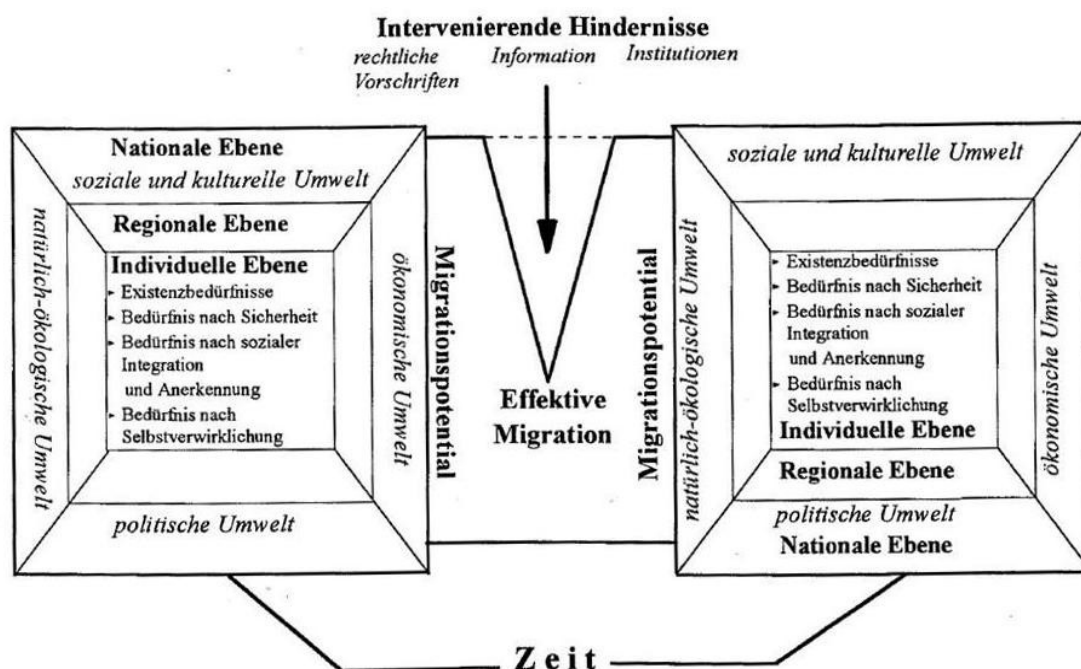 Intervenierende Hindernisse
rechtliche Information Institutionen
Vorschriften
Nationale Ebene
soziale und kulturelle Umwelt
Regionale Ebene
Individuelle Ebene
▸ Existenzbedürfnisse
▸ Bedürfnis nach Sicherheit
▸ Bedürfnis nach sozialer
Integration
und Anerkennung
▸ Bedürfnis nach
Selbstverwirklichung
natürlich-ökologische Umwelt
ökonomische Umwelt
politische Umwelt
Migrationspotential
Effektive
Migration
Migrationspotential
soziale und kulturelle Umwelt
natürlich-ökologische Umwelt
▸ Existenzbedürfnisse
▸ Bedürfnis nach Sicherheit
▸ Bedürfnis nach sozialer
Integration
und Anerkennung
▸ Bedürfnis nach
Selbstverwirklichung
Individuelle Ebene
Regionale Ebene
politische Umwelt
Nationale Ebene
ökonomische Umwelt
Zeit